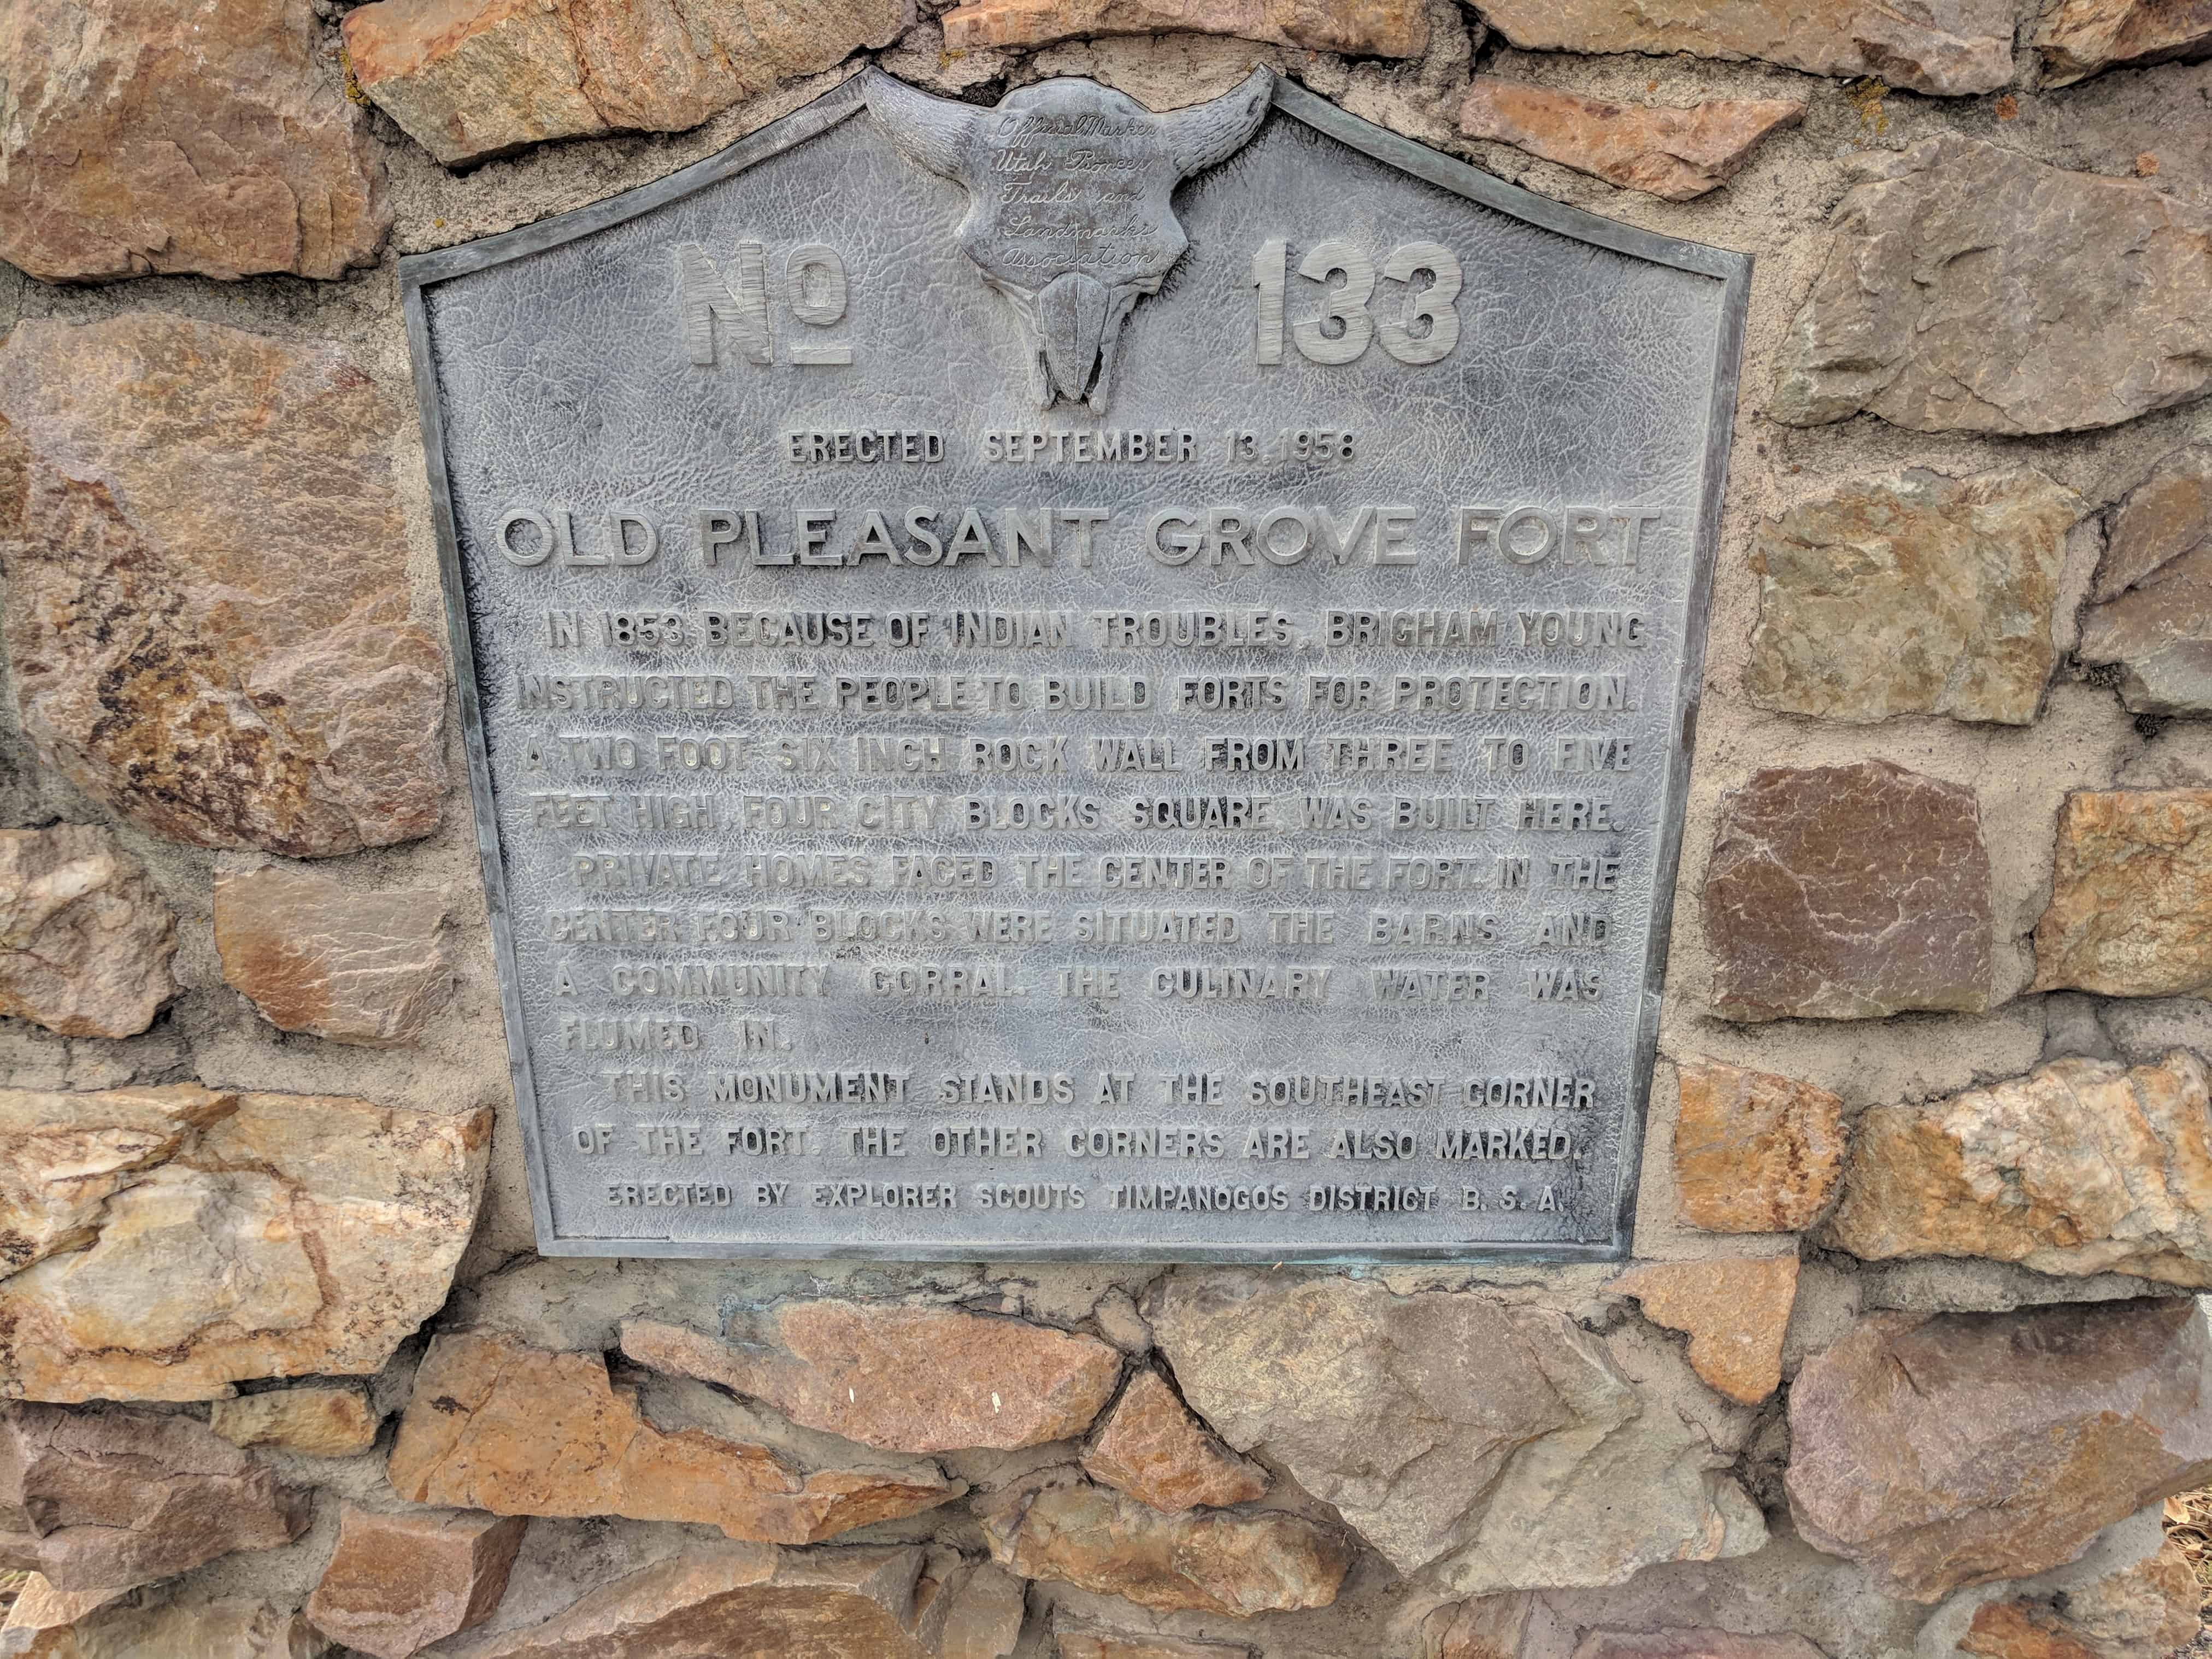 Official Marker
Utah Pioneer
Trails and
Landmarks
Association
No 133
ERECTED SEPTEMBER 13, 1958
OLD PLEASANT GROVE FORT
IN 1853, BECAUSE OF INDIAN TROUBLES, BRIGHAM YOUNG
INSTRUCTED THE PEOPLE TO BUILD FORTS FOR PROTECTION.
A TWO FOOT SIX INCH ROCK WALL FROM THREE TO FIVE
FEET HIGH FOUR CITY BLOCKS SQUARE WAS BUILT HERE.
PRIVATE HOMES FACED THE CENTER OF THE FORT. IN THE
CENTER FOUR BLOCKS WERE SITUATED THE BARNS AND
A COMMUNITY CORRAL. THE CULINARY WATER WAS
FLUMED IN.
THIS MONUMENT STANDS AT THE SOUTHEAST CORNER
OF THE FORT. THE OTHER CORNERS ARE ALSO MARKED.
ERECTED BY EXPLORER SCOUTS TIMPANOGOS DISTRICT B. S. A.